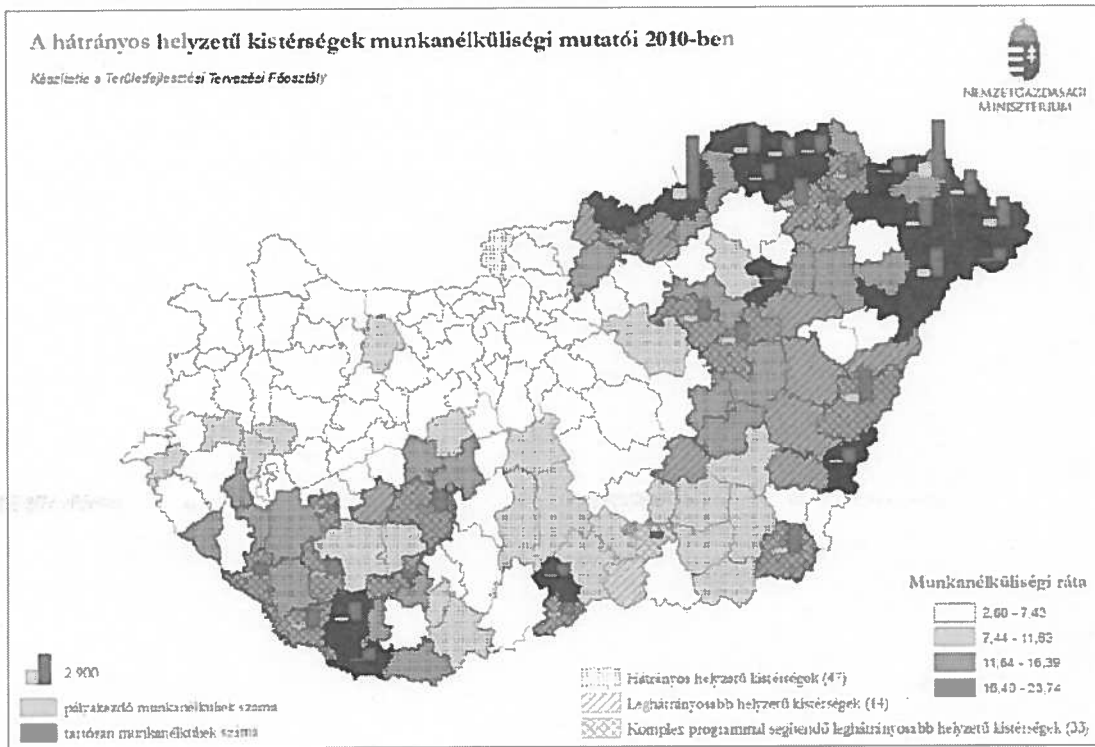 A hátrányos helyzetű kistérségek munkanélküliségi mutatói 2010-ben
Készítette a Területfejlesztési Tervezési Főosztály
NEMZETGAZDASÁGI
MINISZTÉRIUM
Munkanélküliségi ráta
2,60 - 7,43
7,44 - 11,63
11,64 - 16,39
16,40 - 23,74
2 900
pályakezdő munkanélküliek száma
tartósan munkanélküliek száma
Hátrányos helyzetű kistérségek (47)
Leghátrányosabb helyzetű kistérségek (14)
Komplex programmal segítendő leghátrányosabb helyzetű kistérségek (33)